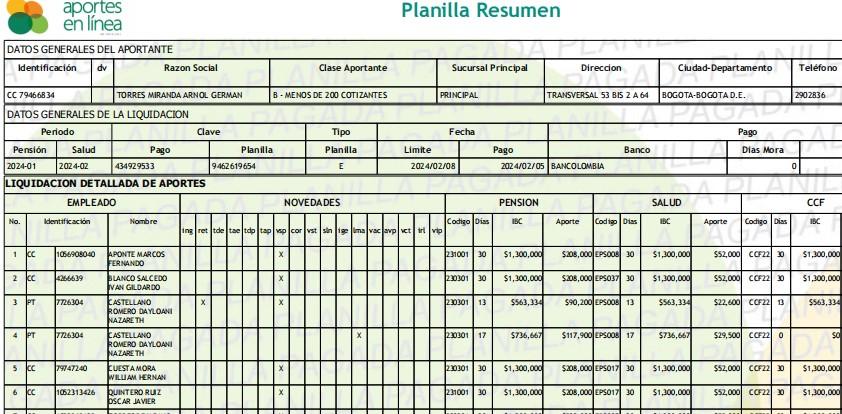 aportes
en línea
Planilla Resumen
DATOS GENERALES DEL APORTANTE
Identificación dv Razon Social Clase Aportante Sucursal Principal Direccion Ciudad-Departamento Teléfono
CC 79466834 TORRES MIRANDA ARNOL GERMAN B - MENOS DE 200 COTIZANTES PRINCIPAL TRANSVERSAL 53 BIS 2 A 64 BOGOTA-BOGOTA D.E. 2902836
DATOS GENERALES DE LA LIQUIDACION
Periodo Clave Tipo Fecha Pago
Pensión Salud Pago Planilla Planilla Limite Pago Banco Dias Mora
2024-01 2024-02 434929533 9462619654 E 2024/02/08 2024/02/05 BANCOLOMBIA 0
LIQUIDACION DETALLADA DE APORTES
EMPLEADO NOVEDADES PENSION SALUD CCF
No. Identificación Nombre ing ret tde tae tdp tap vsp cor vst sln ige lma vac avp vct irl vip Codigo Dias IBC Aporte Codigo Dias IBC Aporte Codigo Dias IBC
1 CC 1056908040 APONTE MARCOS X 231001 30 $1,300,000 $208,000 EPS008 30 $1,300,000 $52,000 CCF22 30 $1,300,000
FERNANDO
2 CC 4266639 BLANCO SALCEDO X 230301 30 $1,300,000 $208,000 EPS037 30 $1,300,000 $52,000 CCF22 30 $1,300,000
IVAN GILDARDO
3 PT 7726304 CASTELLANO X X 230301 13 $563,334 $90,200 EPS008 13 $563,334 $22,600 CCF22 13 $563,334
ROMERO DAYLOANI
NAZARETH
4 PT 7726304 CASTELLANO X 230301 17 $736,667 $117,900 EPS008 17 $736,667 $29,500 CCF22 0 $0
ROMERO DAYLOANI
NAZARETH
5 CC 79747240 CUESTA MORA X 230301 30 $1,300,000 $208,000 EPS017 30 $1,300,000 $52,000 CCF22 30 $1,300,000
WILLIAM HERNAN
6 CC 1052313426 QUINTERO RUIZ X 231001 30 $1,300,000 $208,000 EPS017 30 $1,300,000 $52,000 CCF22 30 $1,300,000
OSCAR JAVIER
PLANILLA PAGADA